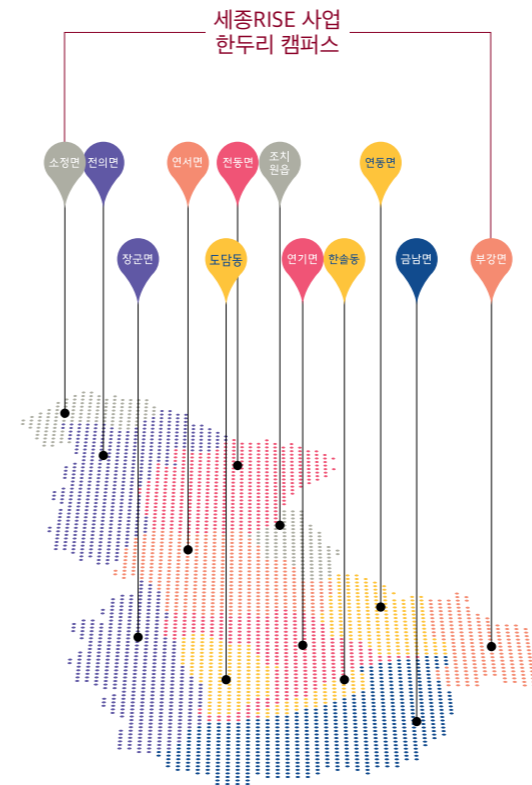 세종RISE 사업
한두리 캠퍼스
소정면
전의면
연서면
전동면
조치
원읍
연동면
장군면
도담동
연기면
한솔동
금남면
부강면